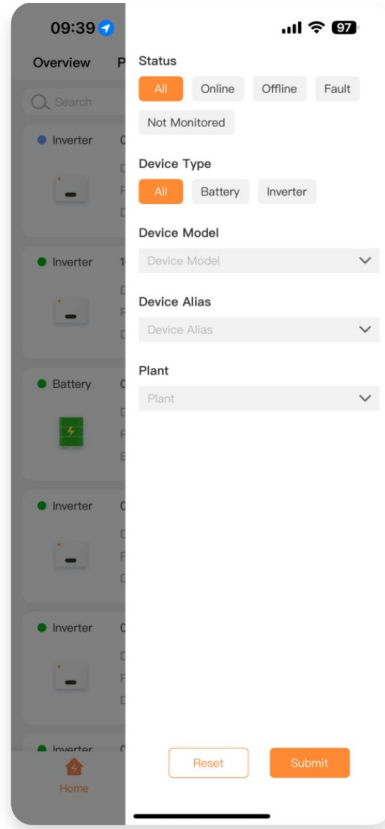 09:39
97
Overview
P
Search
Status
All Online Offline Fault
Not Monitored
Device Type
All Battery Inverter
Device Model
Device Model
Device Alias
Device Alias
Plant
Plant
Inverter
Inverter
Battery
Inverter
Inverter
Inverter
Home
Reset Submit